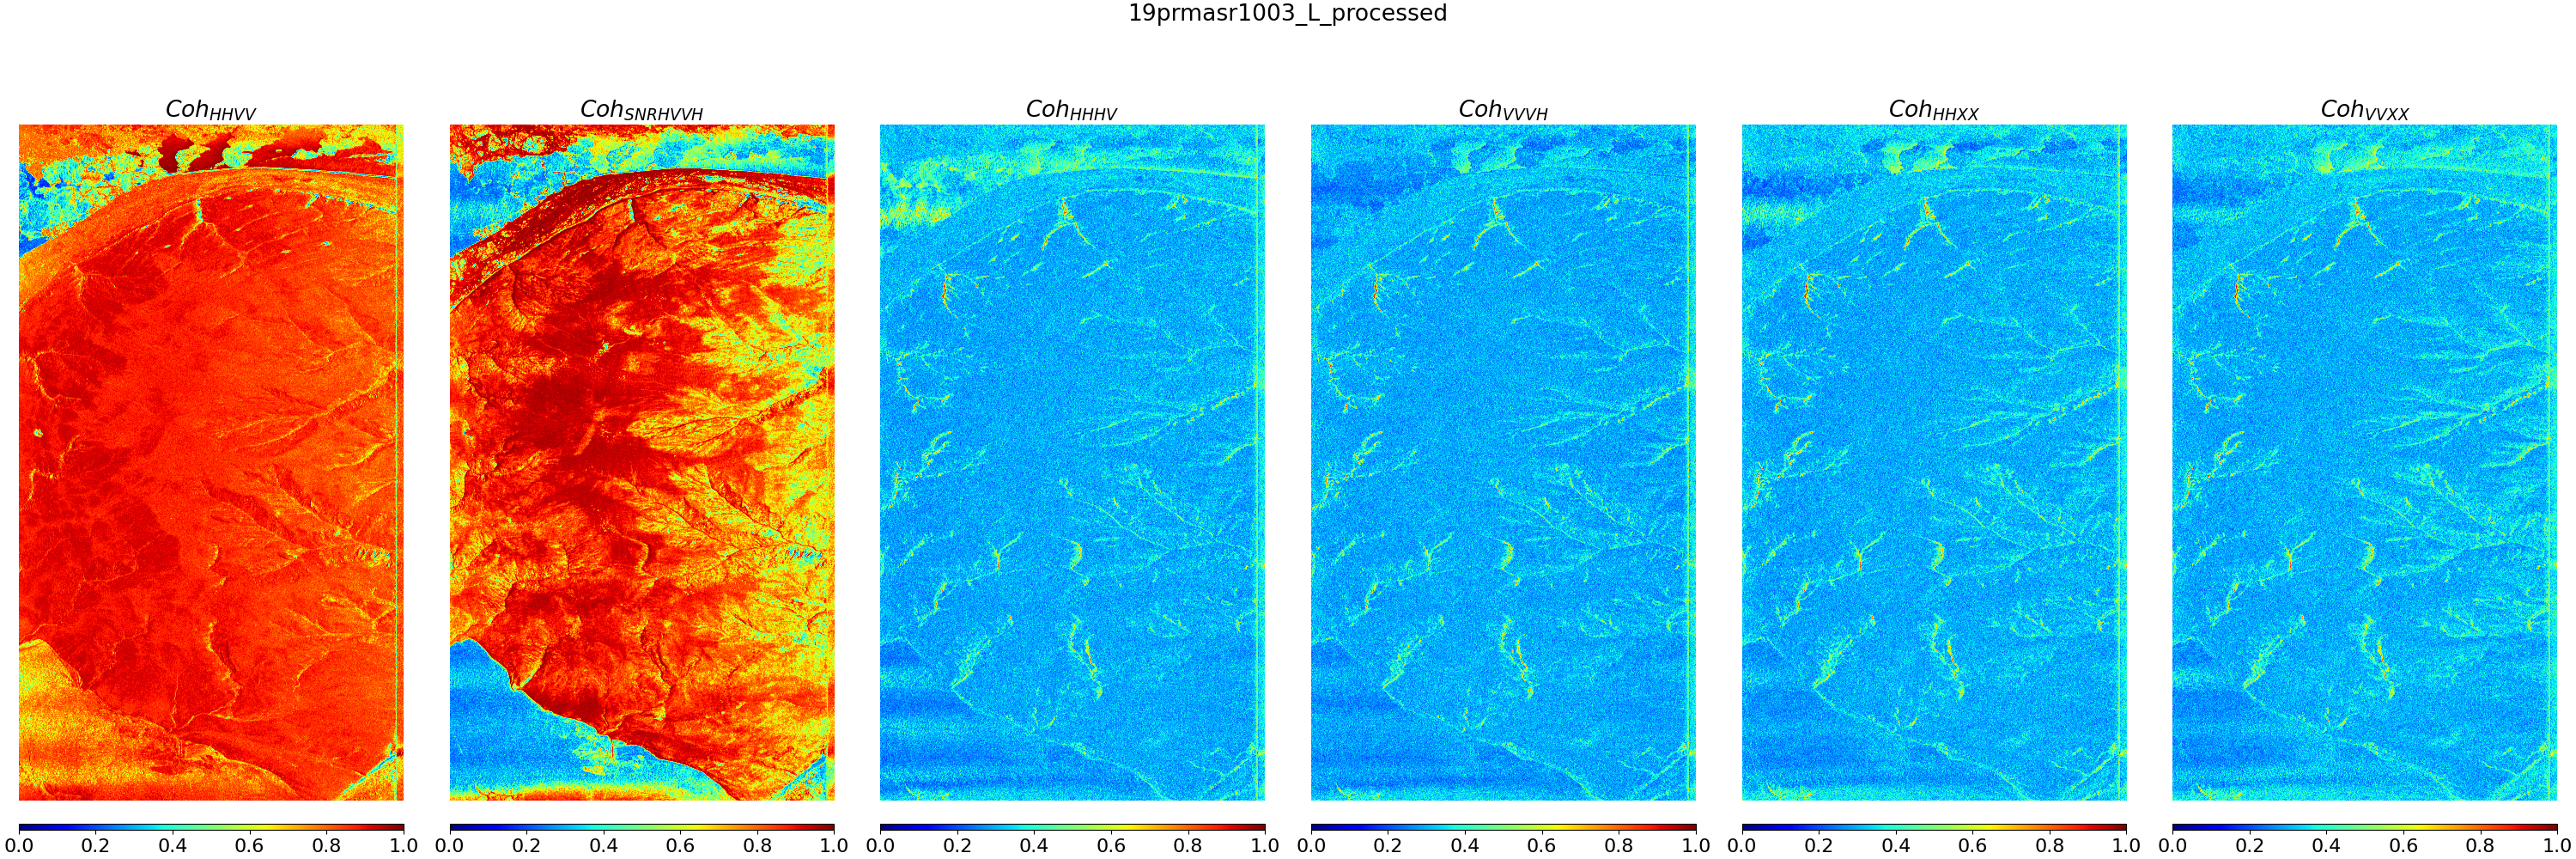 19prmasr1003_L_processed
Coh_HHVV Coh_SNRHVVH Coh_HHHV Coh_VVVH Coh_HHXX Coh_VVXX
0.0 0.2 0.4 0.6 0.8 1.0 0.0 0.2 0.4 0.6 0.8 1.0 0.0 0.2 0.4 0.6 0.8 1.0 0.0 0.2 0.4 0.6 0.8 1.0 0.0 0.2 0.4 0.6 0.8 1.0 0.0 0.2 0.4 0.6 0.8 1.0